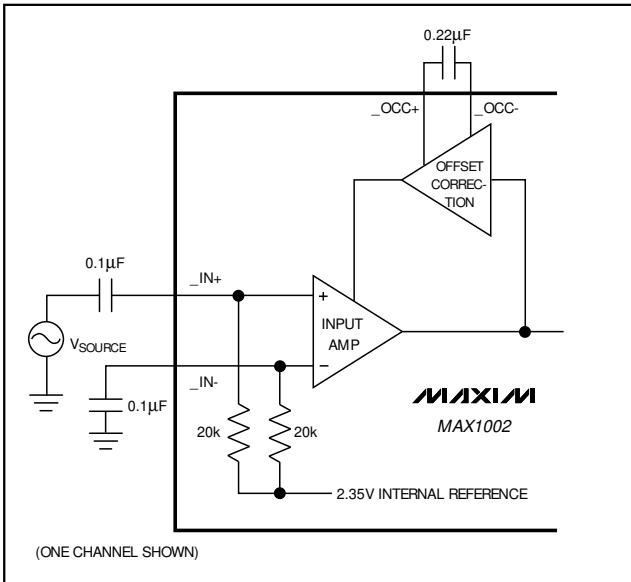 0.22μF
_OCC+
_OCC-
OFFSET
CORREC-
TION
0.1μF
_IN+
+
INPUT
AMP
VSOURCE
_IN-
−
0.1μF
20k
20k
MAXIM
MAX1002
2.35V INTERNAL REFERENCE
(ONE CHANNEL SHOWN)